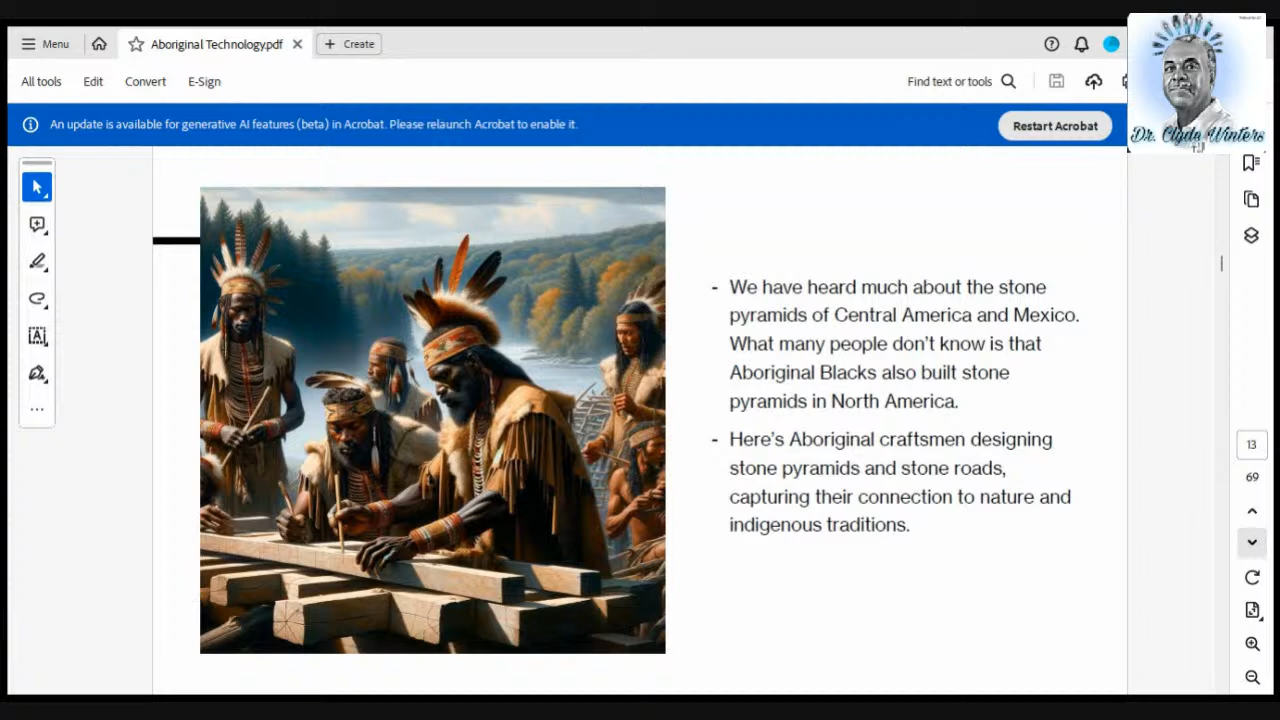 Menu
Aboriginal Technology.pdf
Create
All tools
Edit
Convert
E-Sign
Find text or tools
An update is available for generative AI features (beta) in Acrobat. Please relaunch Acrobat to enable it.
Restart Acrobat
Dr. Clyde Winters
- We have heard much about the stone
pyramids of Central America and Mexico.
What many people don't know is that
Aboriginal Blacks also built stone
pyramids in North America.
- Here's Aboriginal craftsmen designing
stone pyramids and stone roads,
capturing their connection to nature and
indigenous traditions.
13
69